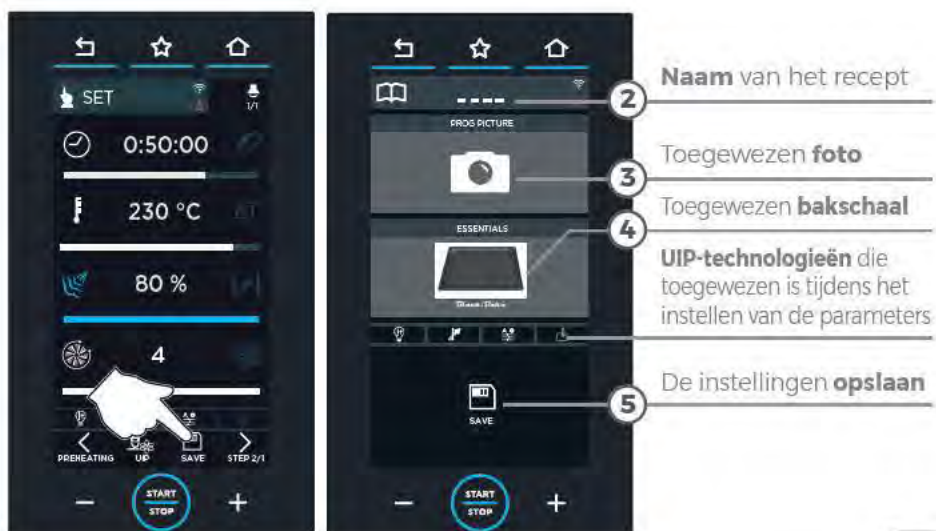 SET
1/1
0:50:00
230 °C
80 %
4
PREHEATING
UIP
SAVE
STEP 2/1
START
STOP
PROG PICTURE
ESSENTIALS
SAVE
START
STOP
2
Naam van het recept
3
Toegewezen foto
4
Toegewezen bakschaal
UIP-technologieën die
toegewezen is tijdens het
instellen van de parameters
5
De instellingen opslaan